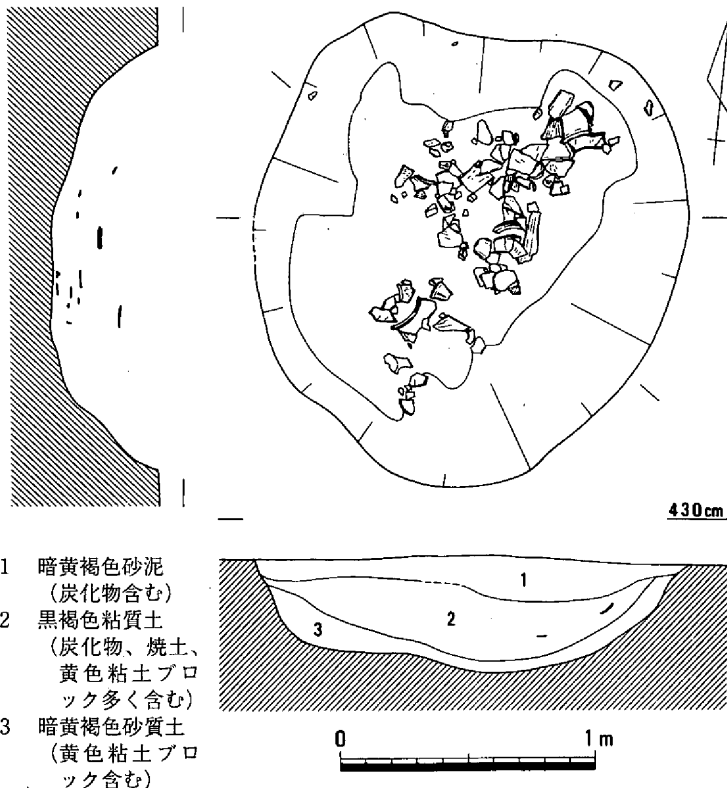 430cm
1 暗黄褐色砂泥
(炭化物含む)
2 黒褐色粘質土
(炭化物、焼土、
黄色粘土ブロ
ック多く含む)
3 暗黄褐色砂質土
(黄色粘土ブロ
ック含む)
1
2
3
0 1m